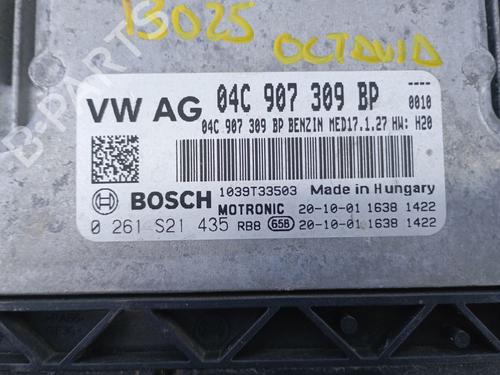 13025 OCTAVIA
VW AG 04C 907 309 BP ----
0010
04C 907 309 BP BENZIN MED17.1.27 HW: H20
BOSCH 1039T33503 Made in Hungary
MOTRONIC 20-10-01 1638 1422
0 261 S21 435 RB8 65B 20-10-01 1638 1422
B-PARTS